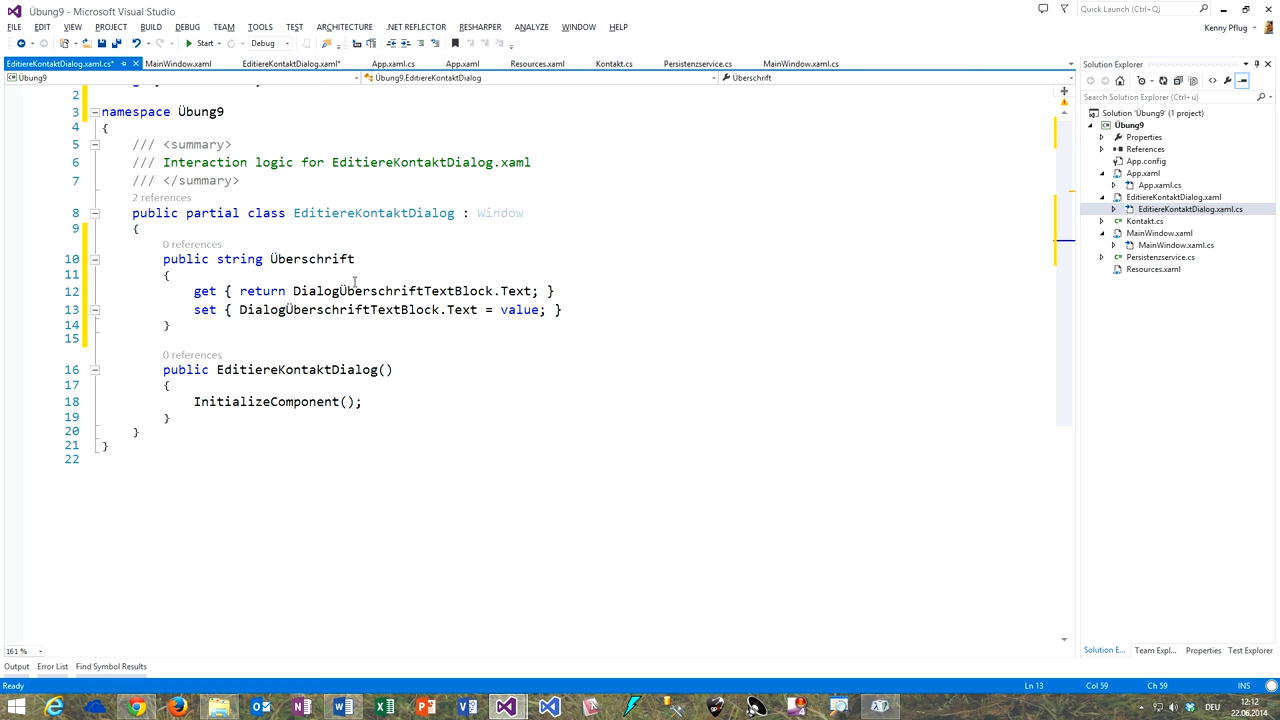 Übung9 - Microsoft Visual Studio
Quick Launch (Ctrl+Q)
FILE EDIT VIEW PROJECT BUILD DEBUG TEAM TOOLS TEST ARCHITECTURE .NET REFLECTOR RESHARPER ANALYZE WINDOW HELP
Kenny Pflug
Start Debug
EditiereKontaktDialog.xaml.cs* MainWindow.xaml EditiereKontaktDialog.xaml* App.xaml.cs App.xaml Resources.xaml Kontakt.cs Persistenzservice.cs MainWindow.xaml.cs
Übung9 Übung9.EditiereKontaktDialog Überschrift
2
3 namespace Übung9
4 {
5 /// <summary>
6 /// Interaction logic for EditiereKontaktDialog.xaml
7 /// </summary>
2 references
8 public partial class EditiereKontaktDialog : Window
9 {
0 references
10 public string Überschrift
11 {
12 get { return DialogÜberschriftTextBlock.Text; }
13 set { DialogÜberschriftTextBlock.Text = value; }
14 }
15
0 references
16 public EditiereKontaktDialog()
17 {
18 InitializeComponent();
19 }
20 }
21 }
22
161 %
Output Error List Find Symbol Results
Ready Ln 13 Col 59 Ch 59 INS
Solution Explorer
Search Solution Explorer (Ctrl+ü)
Solution 'Übung9' (1 project)
Übung9
Properties
References
App.config
App.xaml
App.xaml.cs
EditiereKontaktDialog.xaml
EditiereKontaktDialog.xaml.cs
Kontakt.cs
MainWindow.xaml
MainWindow.xaml.cs
Persistenzservice.cs
Resources.xaml
Solution E... Team Expl... Properties Test Explorer
DEU
12:12
22.06.2014